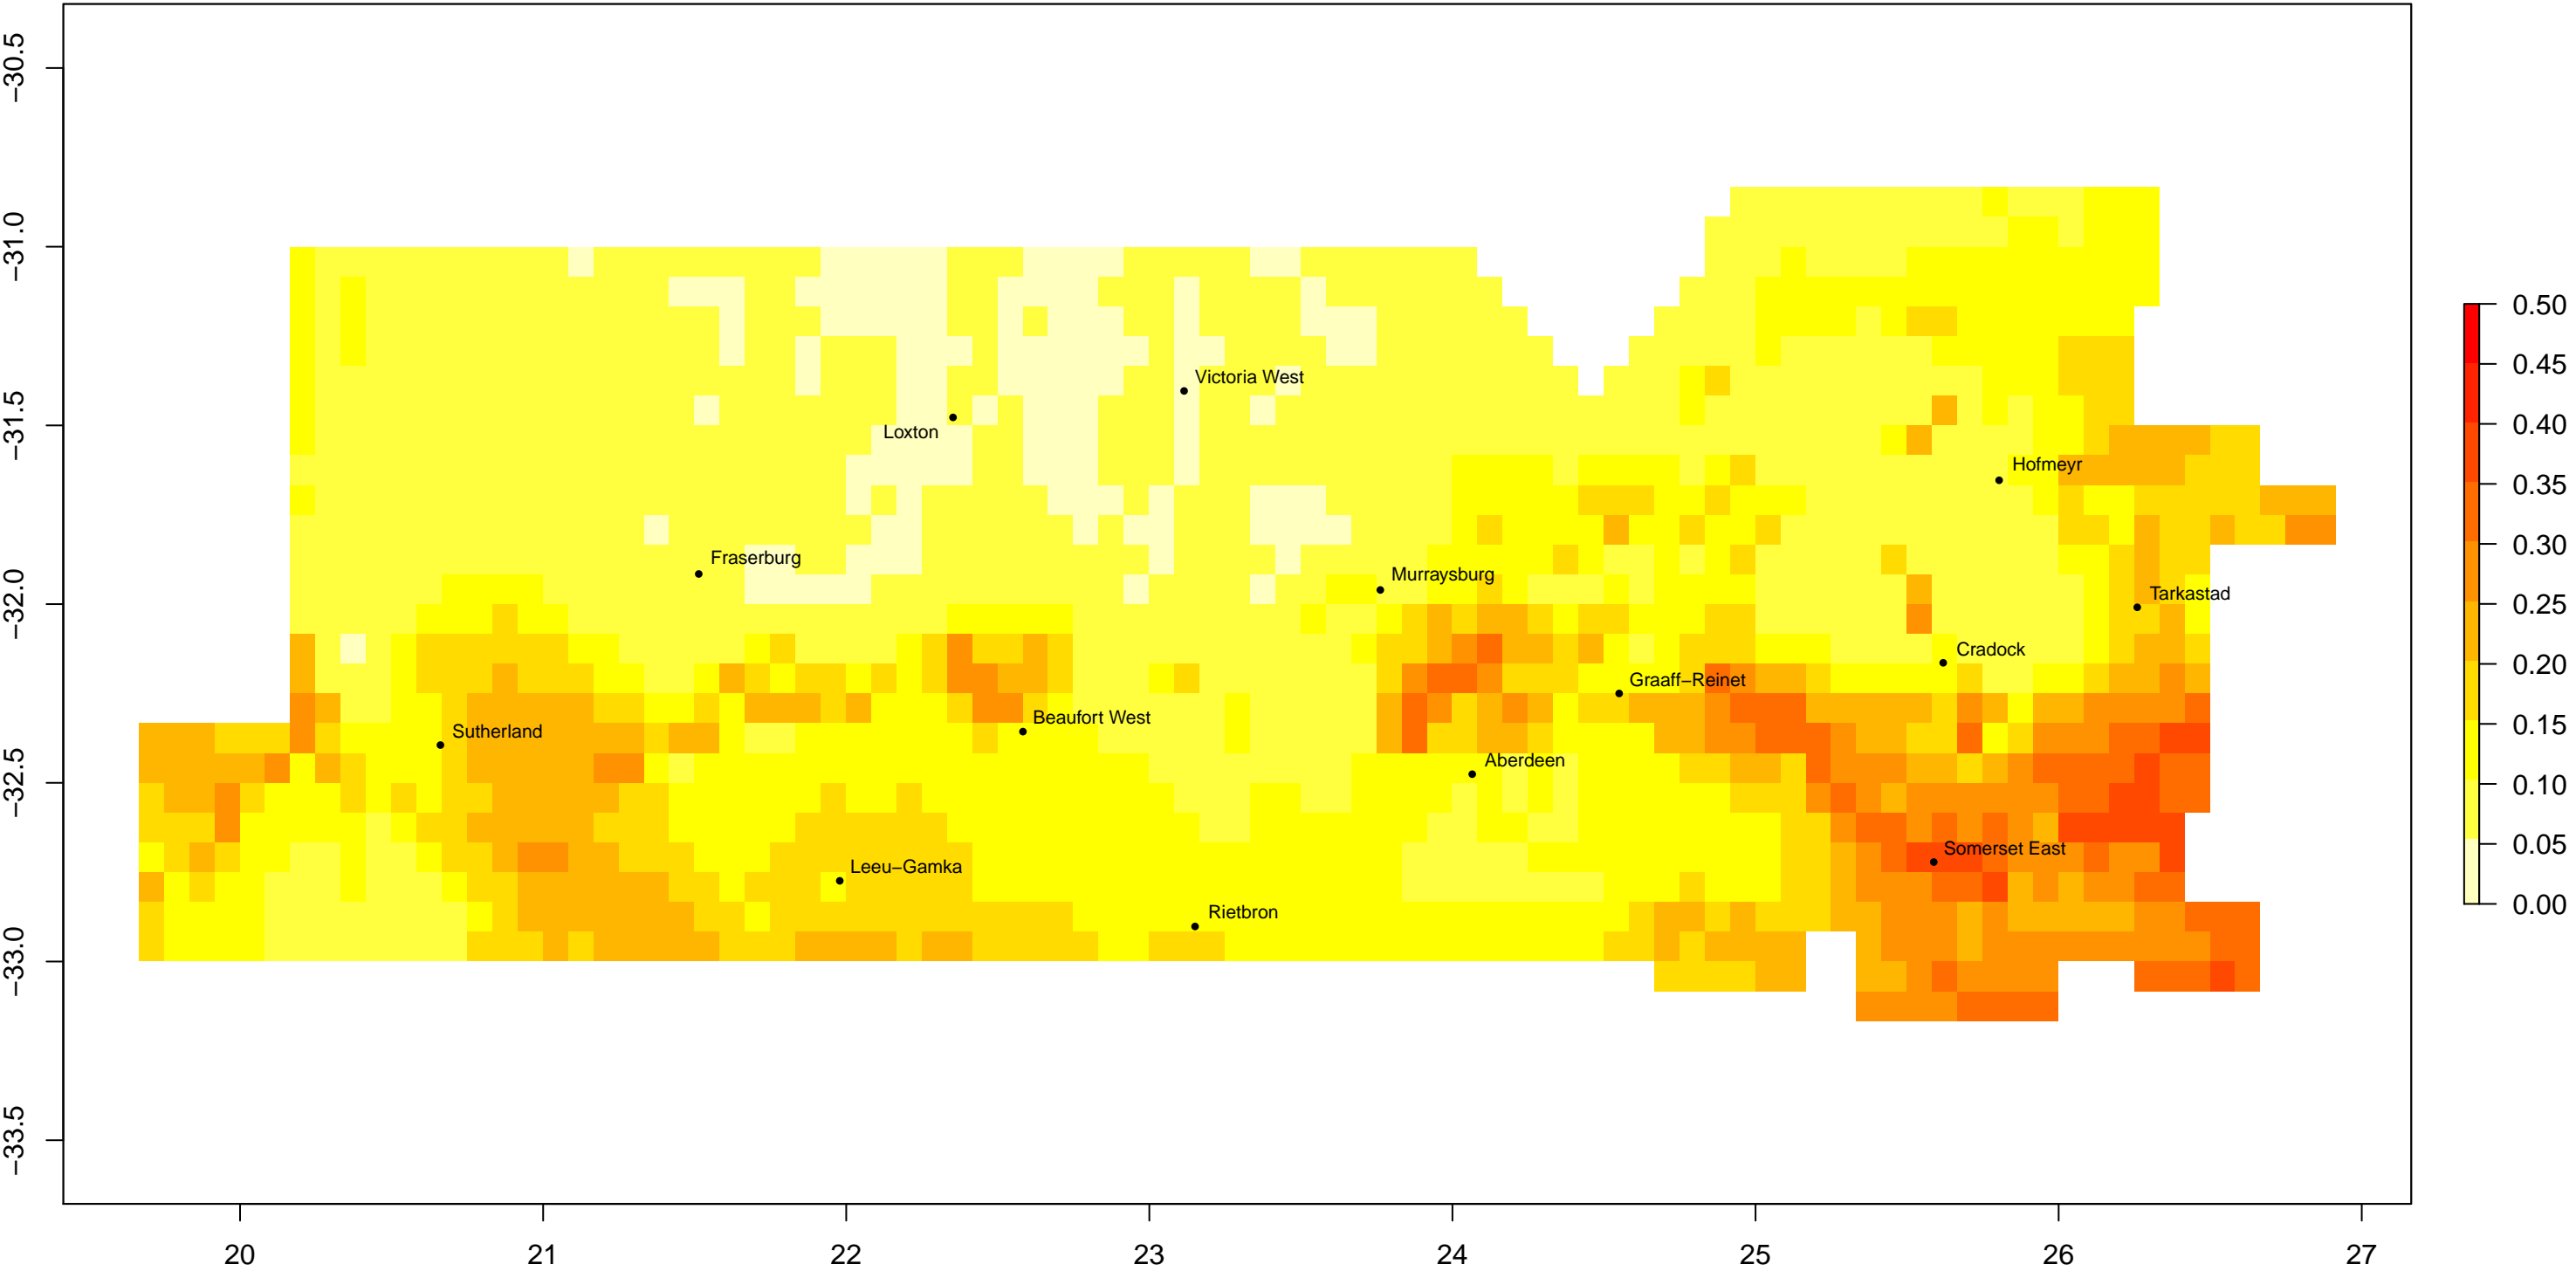 −30.5
−31.0
−31.5
−32.0
−32.5
−33.0
−33.5
Victoria West
Loxton
Hofmeyr
Fraserburg
Murraysburg
Tarkastad
Cradock
Graaff−Reinet
Beaufort West
Sutherland
Aberdeen
Somerset East
Leeu−Gamka
Rietbron
0.50
0.45
0.40
0.35
0.30
0.25
0.20
0.15
0.10
0.05
0.00
20 21 22 23 24 25 26 27